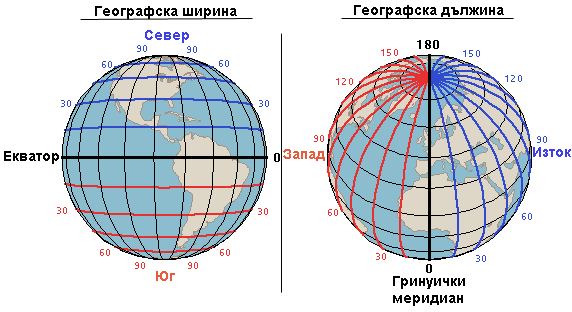 Географска ширина
Север
90 90
60 60
30 30
Екватор 0
30 30
60 60
90 90
Юг
Географска дължина
180
150 150
120 120
90 90
Запад Изток
60 60
30 30
0
Гринуички
меридиан